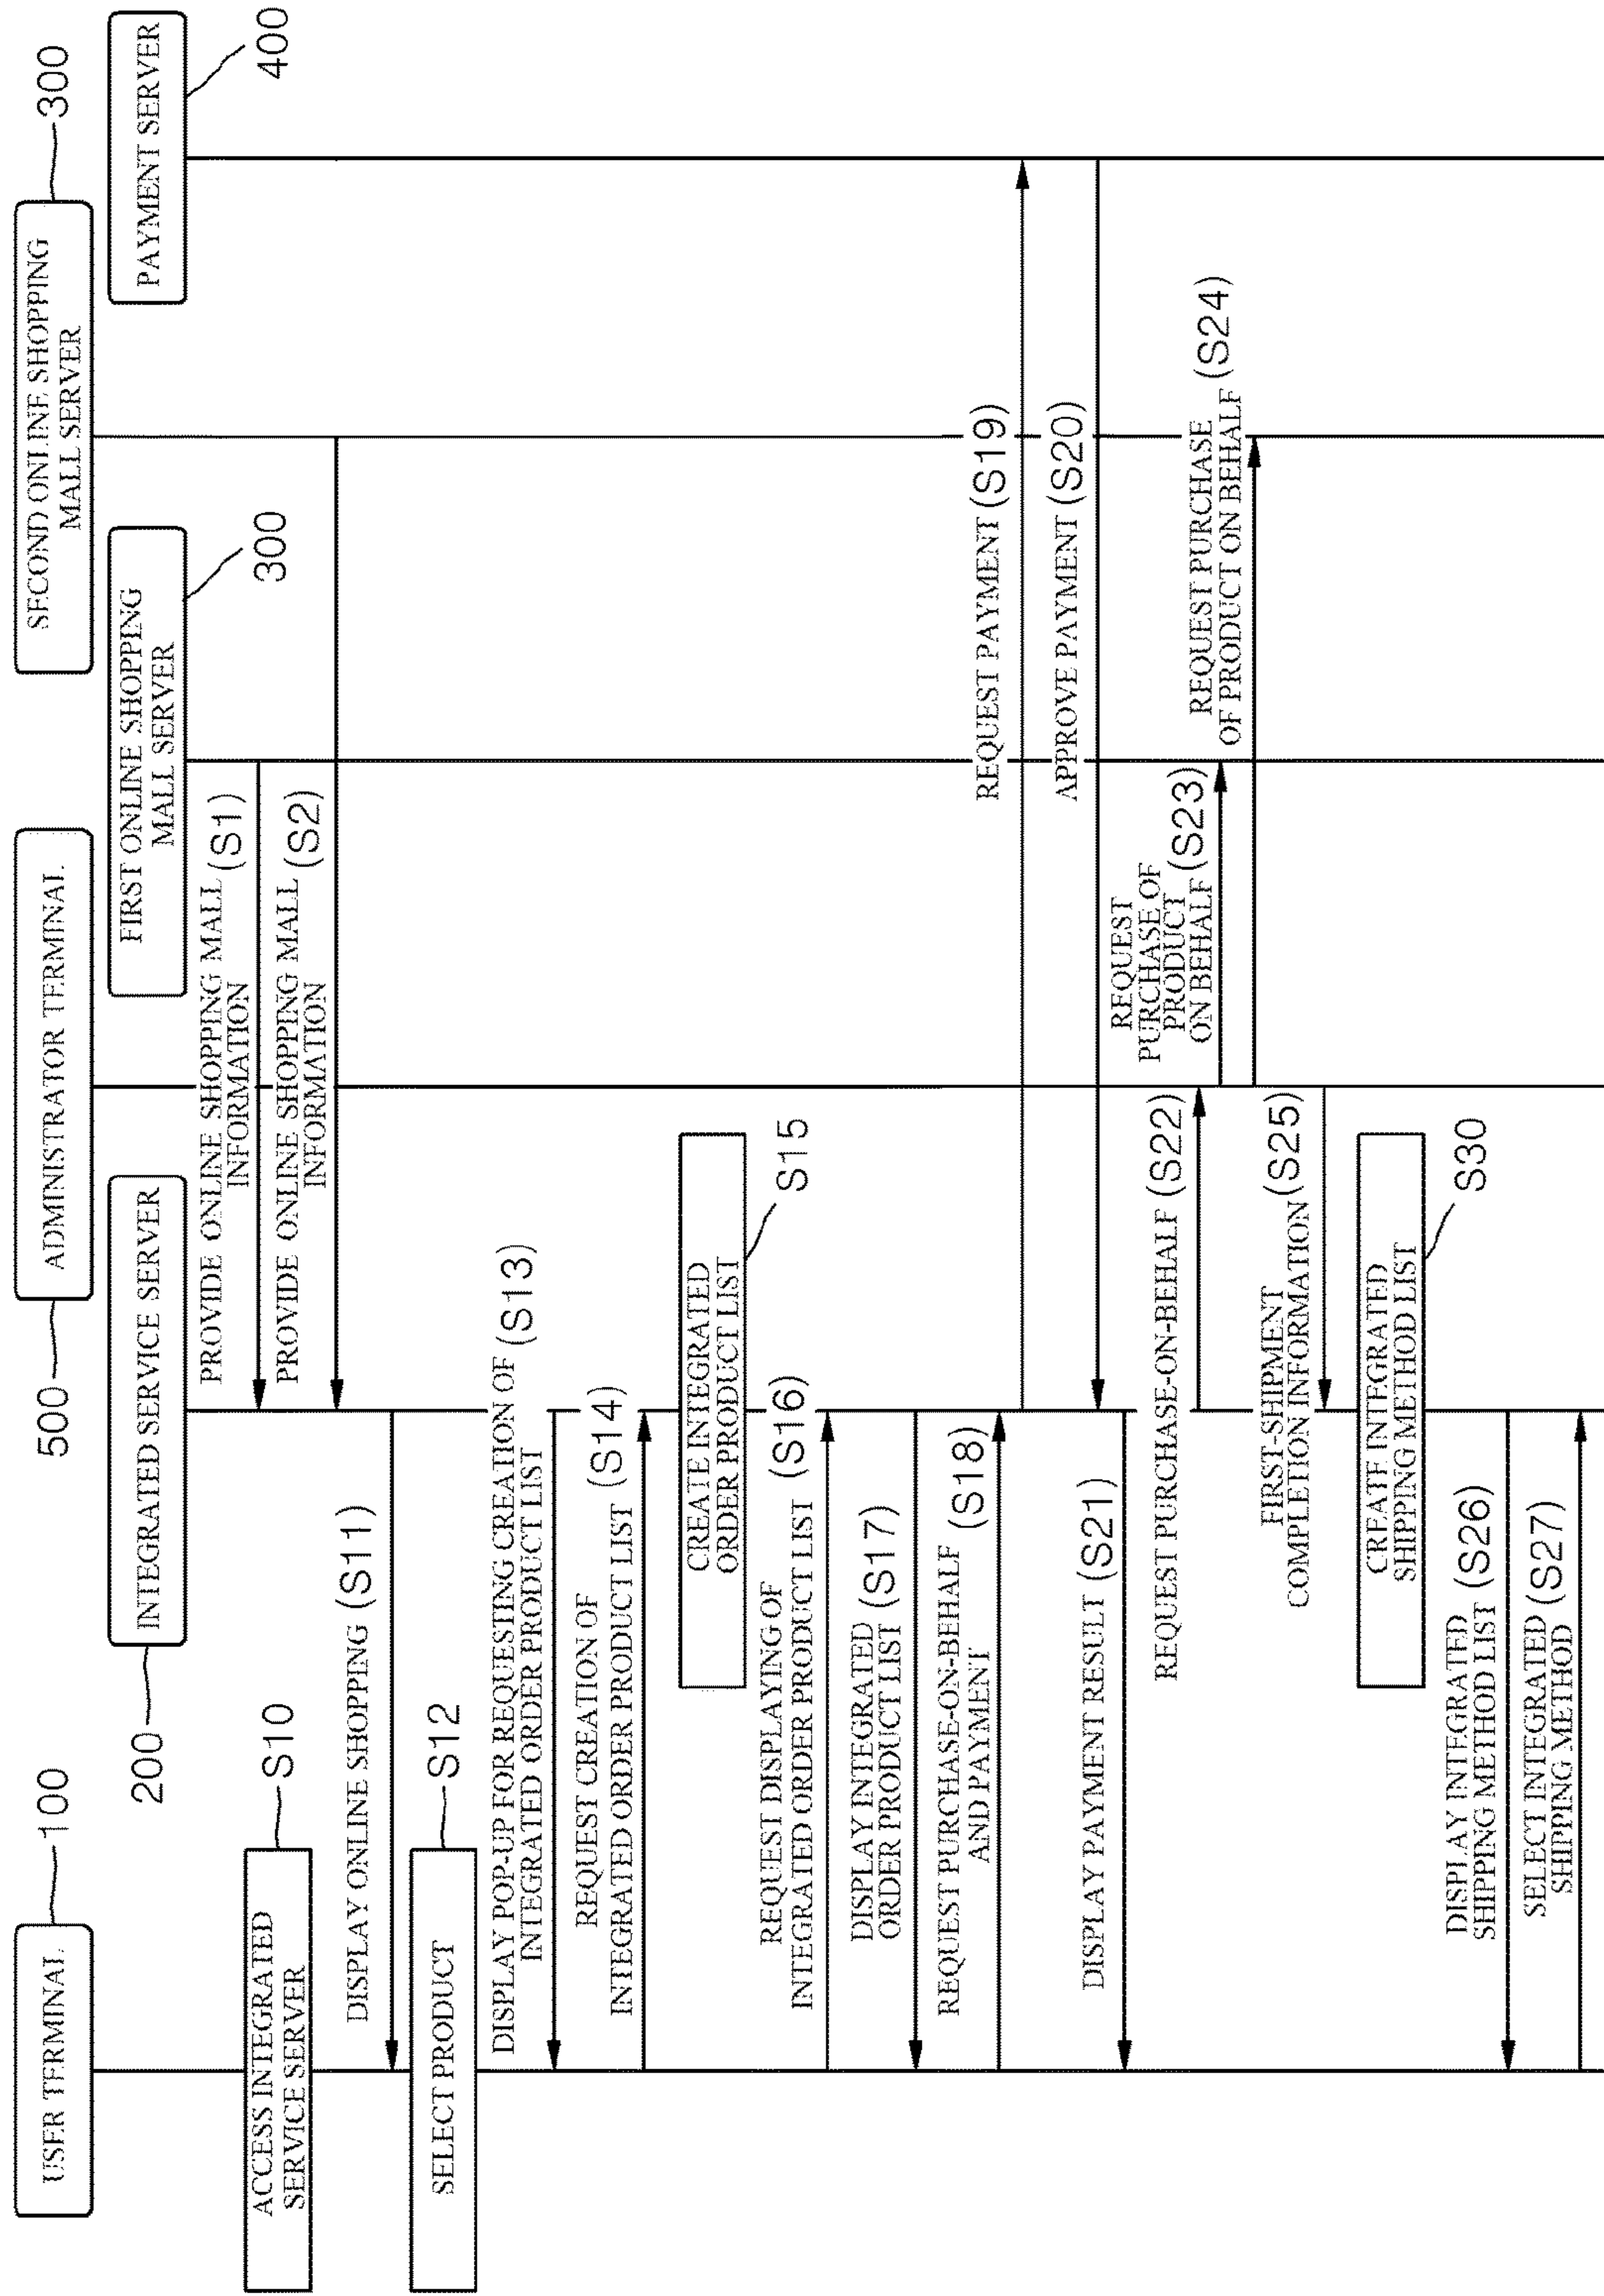 USER TERMINAL
100
INTEGRATED SERVICE SERVER
200
ADMINISTRATOR TERMINAL
500
FIRST ONLINE SHOPPING
MALL SERVER
300
SECOND ONLINE SHOPPING
MALL SERVER
300
PAYMENT SERVER
400
PROVIDE ONLINE SHOPPING MALL
INFORMATION
(S1)
PROVIDE ONLINE SHOPPING MALL
INFORMATION
(S2)
ACCESS INTEGRATED
SERVICE SERVER
S10
DISPLAY ONLINE SHOPPING (S11)
SELECT PRODUCT
S12
DISPLAY POP-UP FOR REQUESTING CREATION OF
INTEGRATED ORDER PRODUCT LIST
(S13)
REQUEST CREATION OF
INTEGRATED ORDER PRODUCT LIST
(S14)
CREATE INTEGRATED
ORDER PRODUCT LIST
S15
REQUEST DISPLAYING OF
INTEGRATED ORDER PRODUCT LIST
(S16)
DISPLAY INTEGRATED
ORDER PRODUCT LIST
(S17)
REQUEST PURCHASE-ON-BEHALF
AND PAYMENT
(S18)
REQUEST PAYMENT (S19)
APPROVE PAYMENT (S20)
DISPLAY PAYMENT RESULT (S21)
REQUEST PURCHASE-ON-BEHALF (S22)
REQUEST
PURCHASE OF
PRODUCT
ON BEHALF
(S23)
REQUEST PURCHASE
OF PRODUCT ON BEHALF
(S24)
FIRST-SHIPMENT
COMPLETION INFORMATION
(S25)
CREATE INTEGRATED
SHIPPING METHOD LIST
S30
DISPLAY INTEGRATED
SHIPPING METHOD LIST
(S26)
SELECT INTEGRATED
SHIPPING METHOD
(S27)